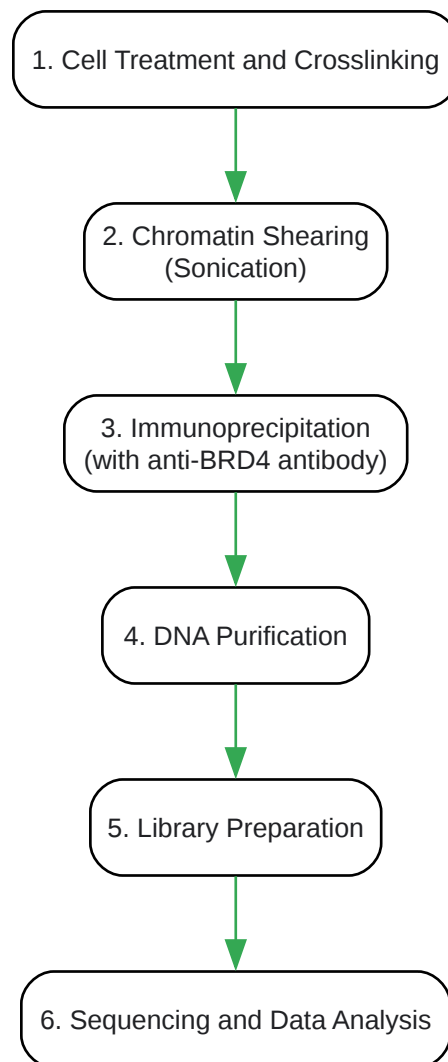 1. Cell Treatment and Crosslinking
2. Chromatin Shearing
(Sonication)
3. Immunoprecipitation
(with anti-BRD4 antibody)
4. DNA Purification
5. Library Preparation
6. Sequencing and Data Analysis